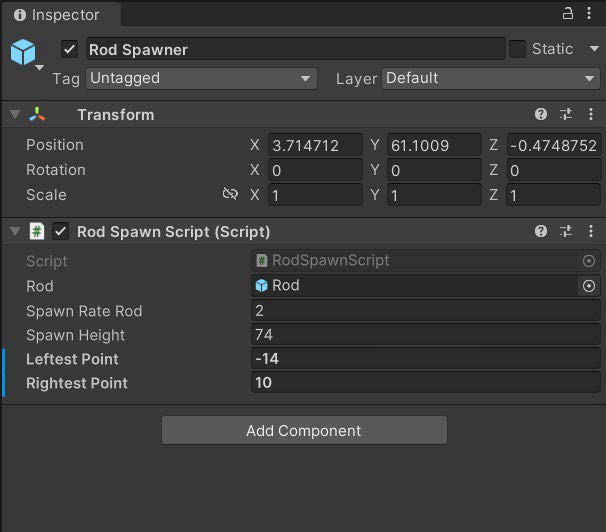 Inspector
Rod Spawner Static
Tag Untagged Layer Default
Transform
Position X 3.714712 Y 61.1009 Z -0.4748752
Rotation X 0 Y 0 Z 0
Scale X 1 Y 1 Z 1
# Rod Spawn Script (Script)
Script # RodSpawnScript
Rod Rod
Spawn Rate Rod 2
Spawn Height 74
Leftest Point -14
Rightest Point 10
Add Component